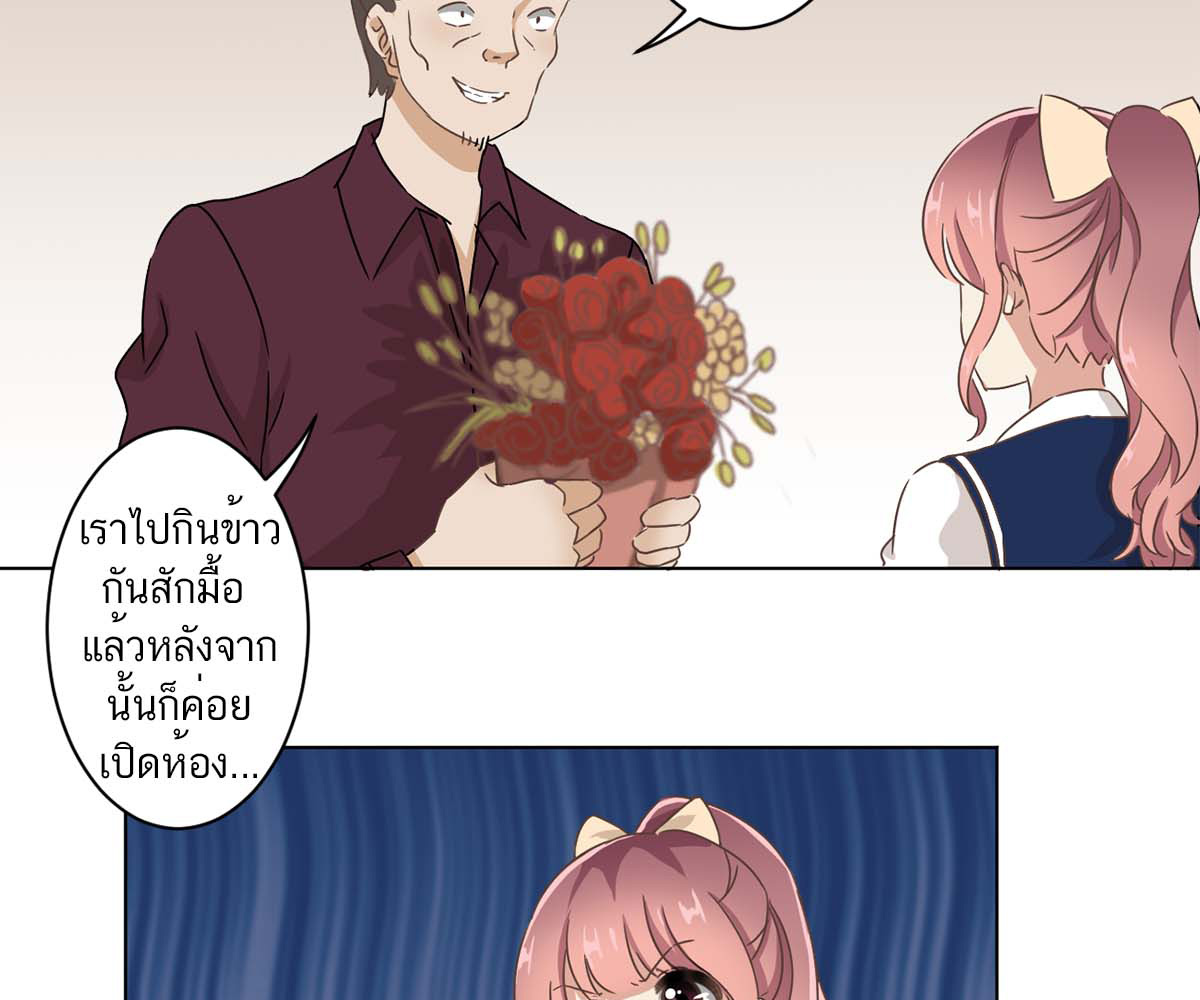 เราไปกินข้าว
กันสักมื้อ
แล้วหลังจาก
นั้นก็ค่อย
เปิดห้อง...